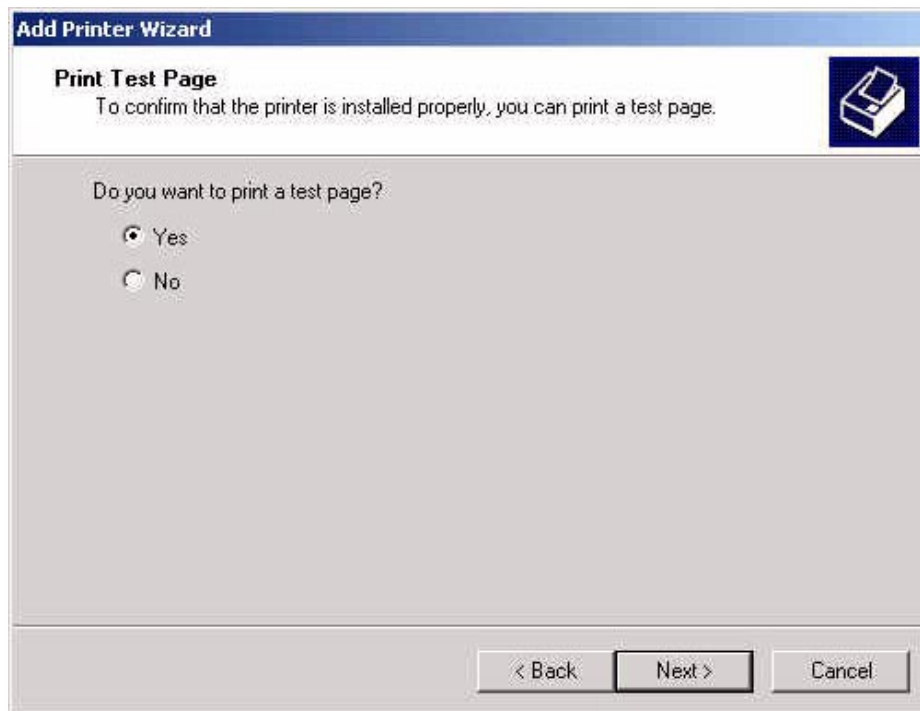 Add Printer Wizard
Print Test Page
To confirm that the printer is installed properly, you can print a test page.
Do you want to print a test page?
Yes
No
< Back Next > Cancel